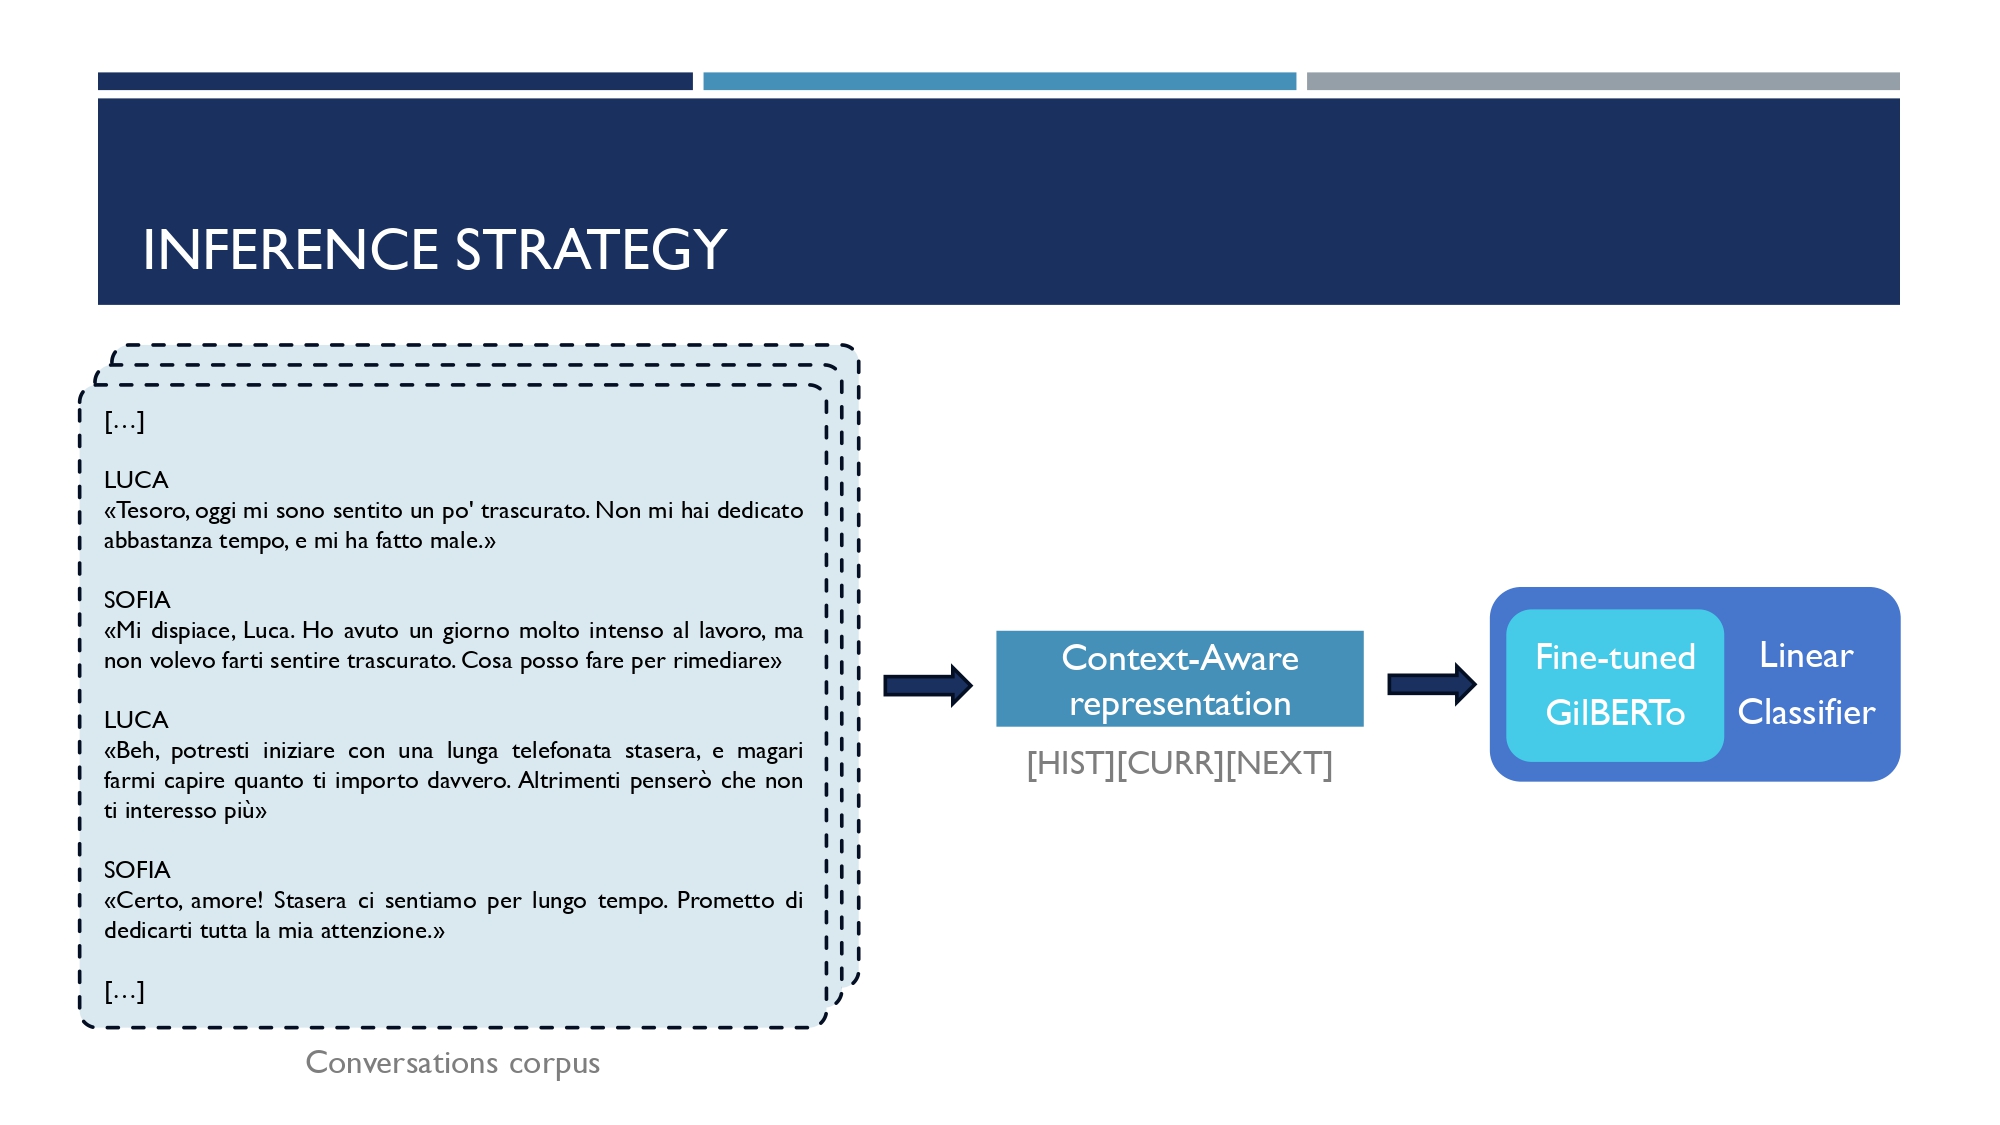 INFERENCE STRATEGY
[…]
LUCA
«Tesoro, oggi mi sono sentito un po' trascurato. Non mi hai dedicato
abbastanza tempo, e mi ha fatto male.»
SOFIA
«Mi dispiace, Luca. Ho avuto un giorno molto intenso al lavoro, ma
non volevo farti sentire trascurato. Cosa posso fare per rimediare»
LUCA
«Beh, potresti iniziare con una lunga telefonata stasera, e magari
farmi capire quanto ti importo davvero. Altrimenti penserò che non
ti interesso più»
SOFIA
«Certo, amore! Stasera ci sentiamo per lungo tempo. Prometto di
dedicarti tutta la mia attenzione.»
[…]
Conversations corpus
Context-Aware
representation
[HIST][CURR][NEXT]
Fine-tuned
GilBERTo
Linear
Classifier